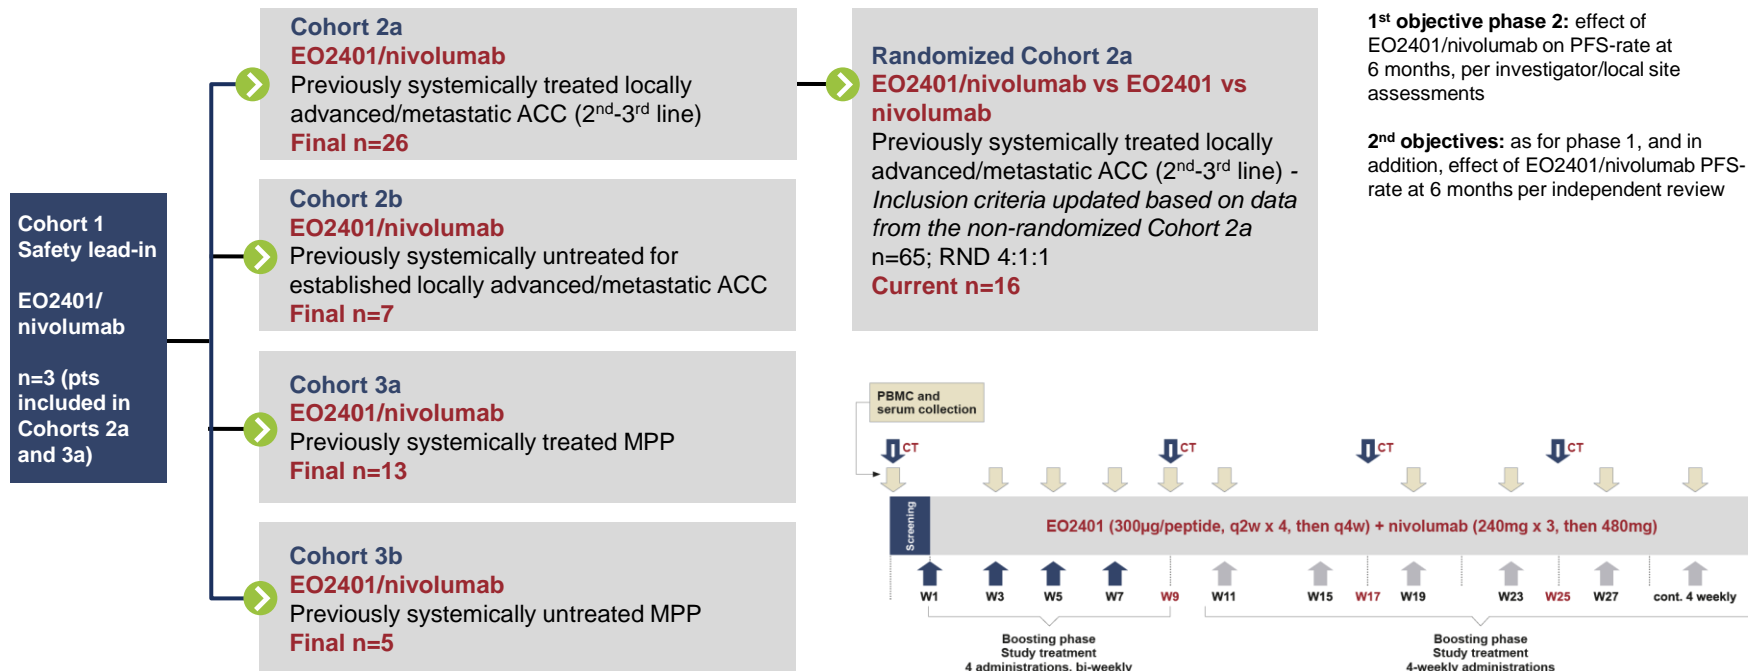 Cohort 1
Safety lead-in
EO2401/
nivolumab
n=3 (pts
included in
Cohorts 2a
and 3a)
Cohort 2a
EO2401/nivolumab
Previously systemically treated locally
advanced/metastatic ACC (2nd-3rd line)
Final n=26
Cohort 2b
EO2401/nivolumab
Previously systemically untreated for
established locally advanced/metastatic ACC
Final n=7
Cohort 3a
EO2401/nivolumab
Previously systemically treated MPP
Final n=13
Cohort 3b
EO2401/nivolumab
Previously systemically untreated MPP
Final n=5
Randomized Cohort 2a
EO2401/nivolumab vs EO2401 vs
nivolumab
Previously systemically treated locally
advanced/metastatic ACC (2nd-3rd line) -
Inclusion criteria updated based on data
from the non-randomized Cohort 2a
n=65; RND 4:1:1
Current n=16
1st objective phase 2: effect of
EO2401/nivolumab on PFS-rate at
6 months, per investigator/local site
assessments
2nd objectives: as for phase 1, and in
addition, effect of EO2401/nivolumab PFS-
rate at 6 months per independent review
PBMC and
serum collection
CT CT CT CT
Screening
EO2401 (300µg/peptide, q2w x 4, then q4w) + nivolumab (240mg x 3, then 480mg)
W1 W3 W5 W7 W9 W11 W15 W17 W19 W23 W25 W27 cont. 4 weekly
Boosting phase
Study treatment
4 administrations, bi-weekly
Boosting phase
Study treatment
4-weekly administrations